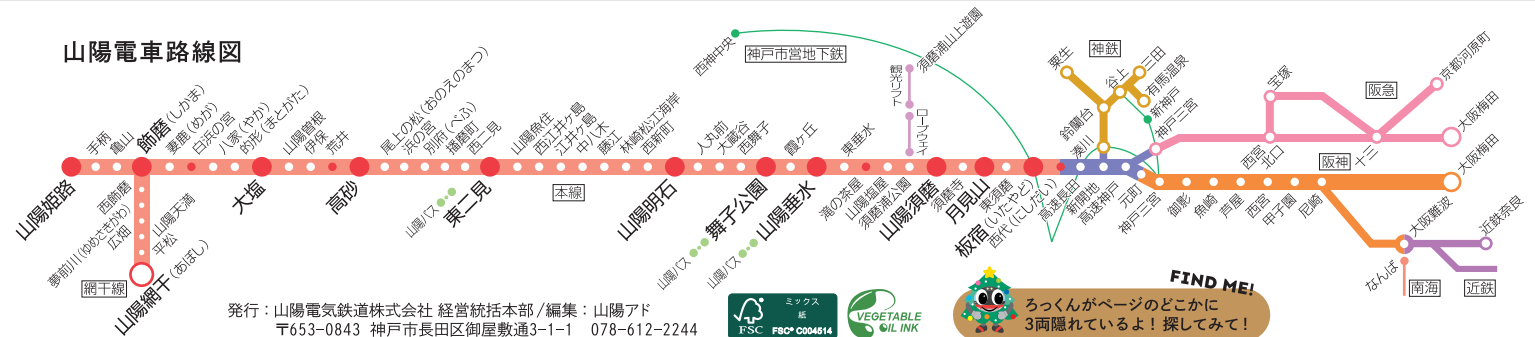 山陽電車路線図
山陽姫路
手柄
亀山
飾磨（しかま）
妻鹿（めが）
白浜の宮
八家（やか）
的形（まとがた）
大塩
山陽曽根
伊保
荒井
高砂
尾上の松（おのえのまつ）
浜の宮
別府（べふ）
播磨町
西二見
東二見
山陽バス
本線
山陽魚住
西江井ヶ島
江井ヶ島
中八木
藤江
林崎松江海岸
西新町
山陽明石
人丸前
大蔵谷
西舞子
舞子公園
山陽バス
霞ヶ丘
山陽垂水
山陽バス
東垂水
滝の茶屋
山陽塩屋
須磨浦公園
山陽須磨
須磨寺
月見山
東須磨
板宿（いたやど）
西代（にしだい）
西飾磨
夢前川（ゆめさきがわ）
広畑
山陽天満
平松
山陽網干（あぼし）
網干線
西神中央
神戸市営地下鉄
観光リフト
須磨浦山上遊園
ロープウェイ
神鉄
粟生
谷上
三田
有馬温泉
鈴蘭台
湊川
新神戸
神戸三宮
高速長田
新開地
高速神戸
元町
神戸三宮
御影
魚崎
芦屋
西宮
甲子園
尼崎
阪神
大阪梅田
宝塚
西宮北口
十三
阪急
京都河原町
大阪梅田
大阪難波
なんば
南海
近鉄奈良
近鉄
発行：山陽電気鉄道株式会社 経営統括本部/編集：山陽アド
〒653-0843 神戸市長田区御屋敷通3-1-1 078-612-2244
FSC
ミックス
紙
FSC® C004514
VEGETABLE
OIL INK
FIND ME!
ろっくんがページのどこかに
3両隠れているよ！探してみて！